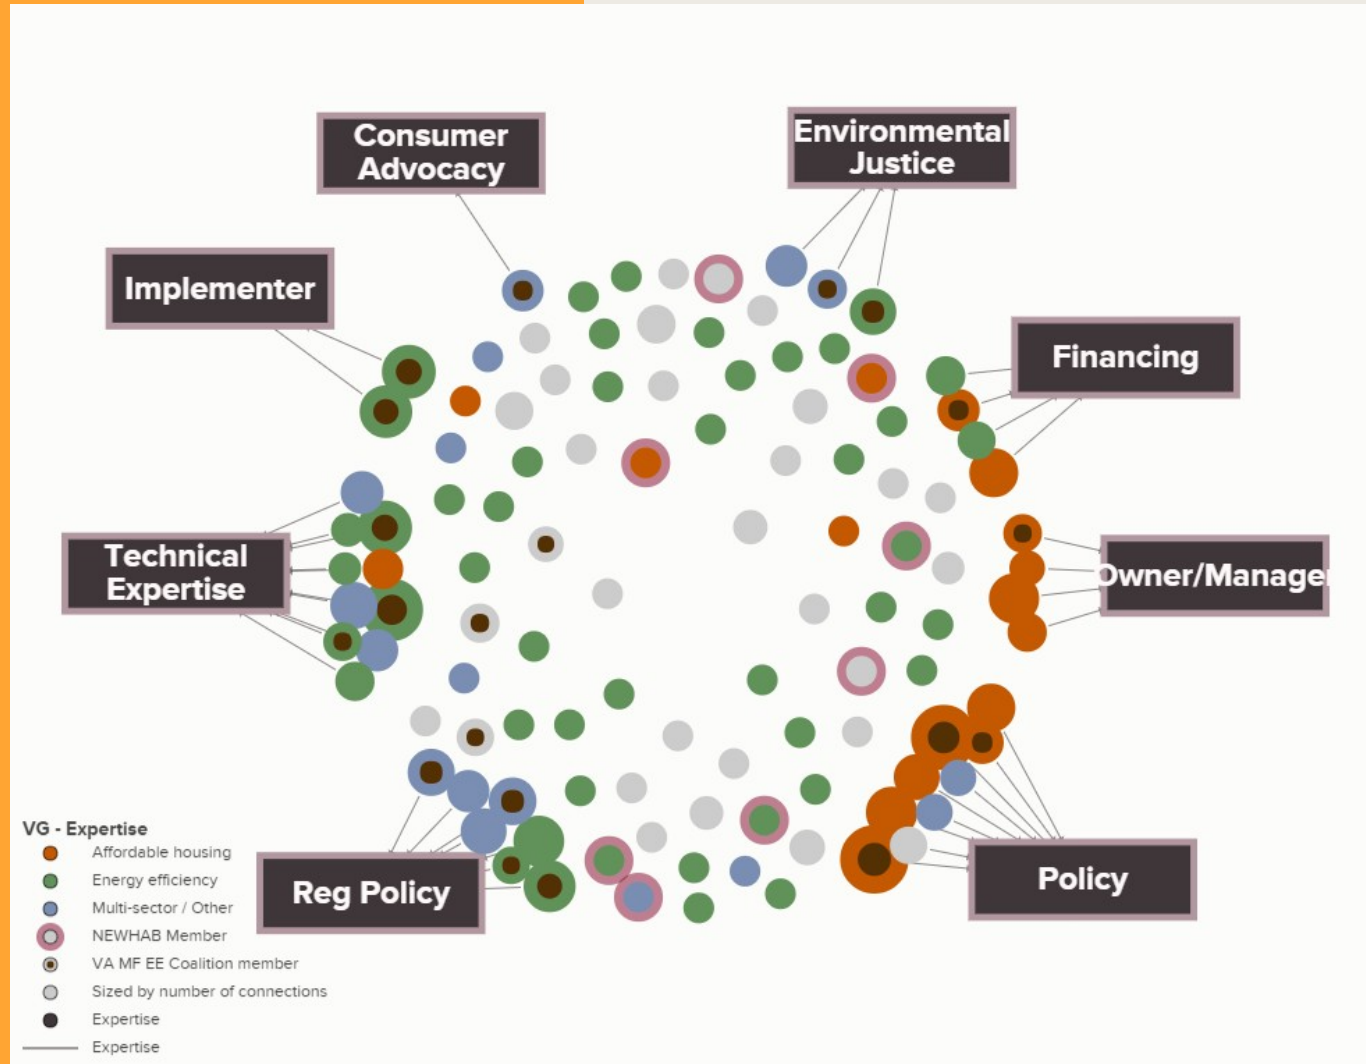 Consumer
Advocacy
Environmental
Justice
Implementer
Financing
Technical
Expertise
Owner/Manager
Reg Policy
Policy
VG - Expertise
Affordable housing
Energy efficiency
Multi-sector / Other
NEWHAB Member
VA MF EE Coalition member
Sized by number of connections
Expertise
Expertise